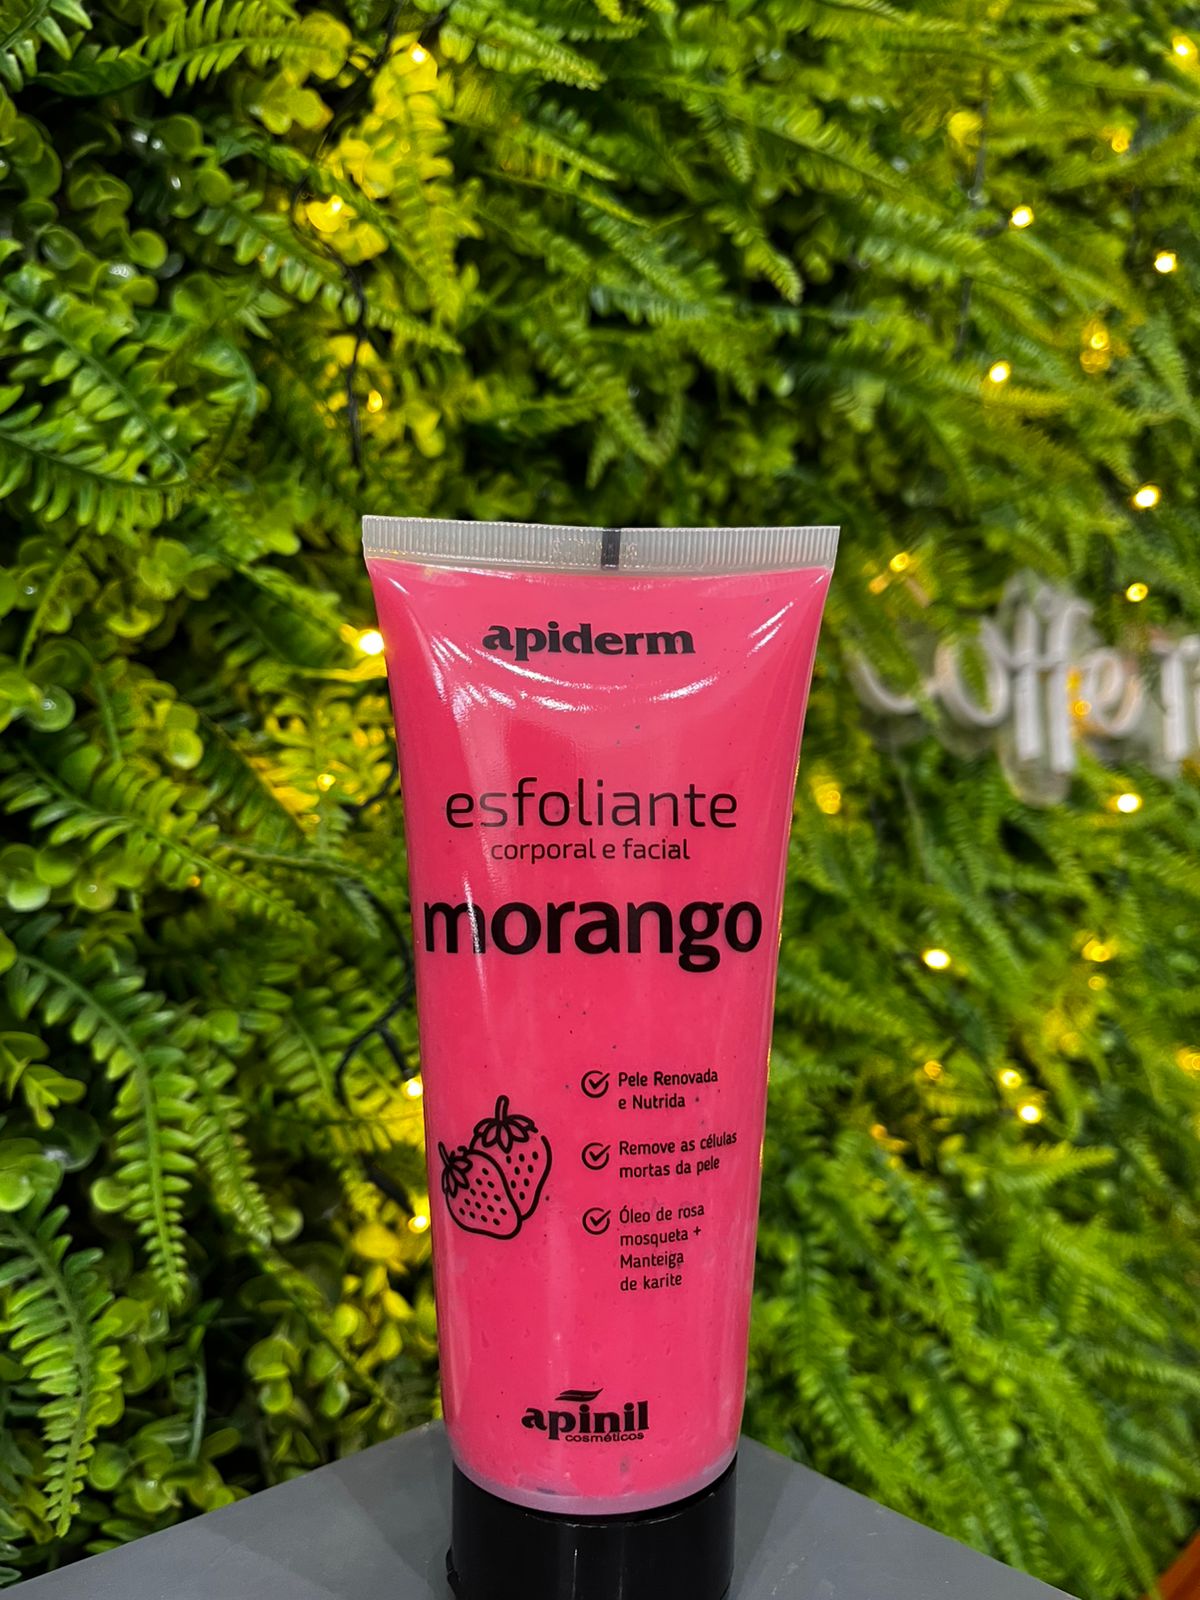 apiderm
esfoliante
corporal e facial
morango
Pele Renovada
e Nutrida
Remove as células
mortas da pele
Óleo de rosa
mosqueta +
Manteiga
de karite
apinil
cosméticos